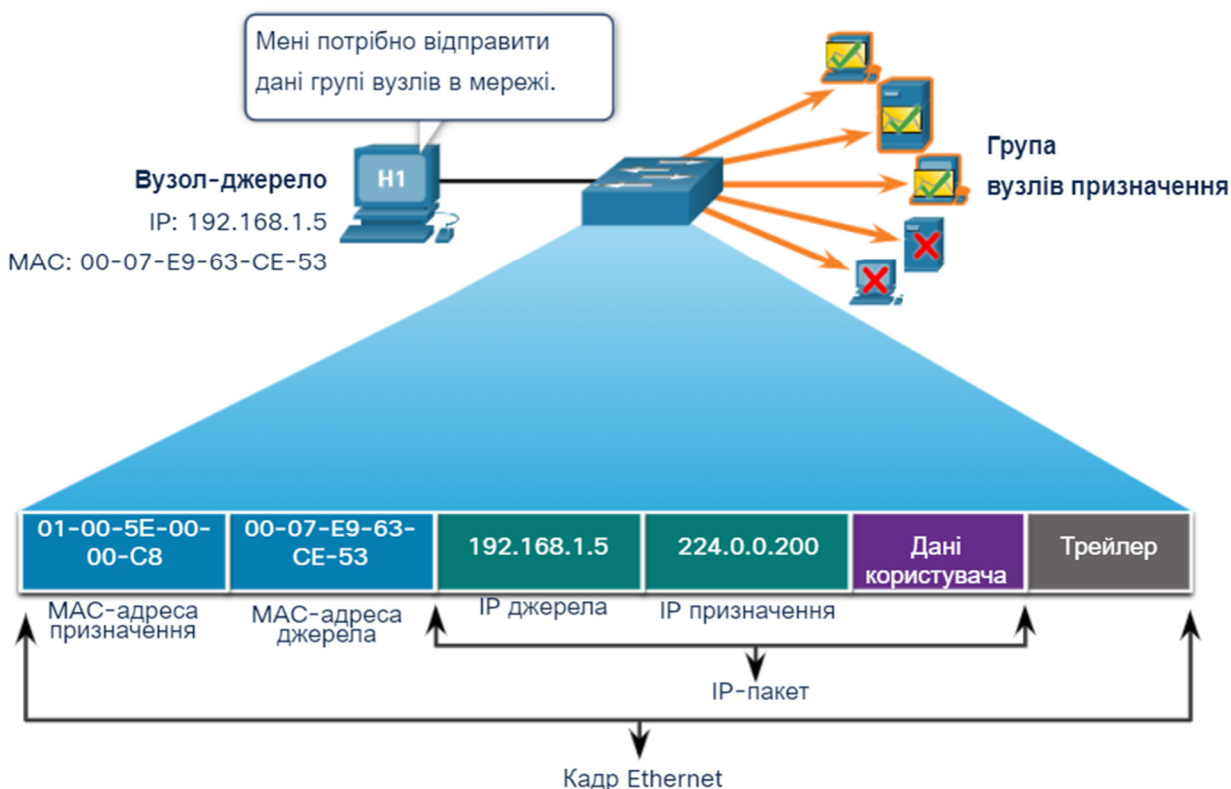 Мені потрібно відправити
дані групі вузлів в мережі.
Вузол-джерело
IP: 192.168.1.5
MAC: 00-07-E9-63-CE-53
H1
Група
вузлів призначення
01-00-5E-00-
00-C8
00-07-E9-63-
CE-53
192.168.1.5
224.0.0.200
Дані
користувача
Трейлер
MAC-адреса
призначення
MAC-адреса
джерела
IP джерела
IP призначення
IP-пакет
Кадр Ethernet